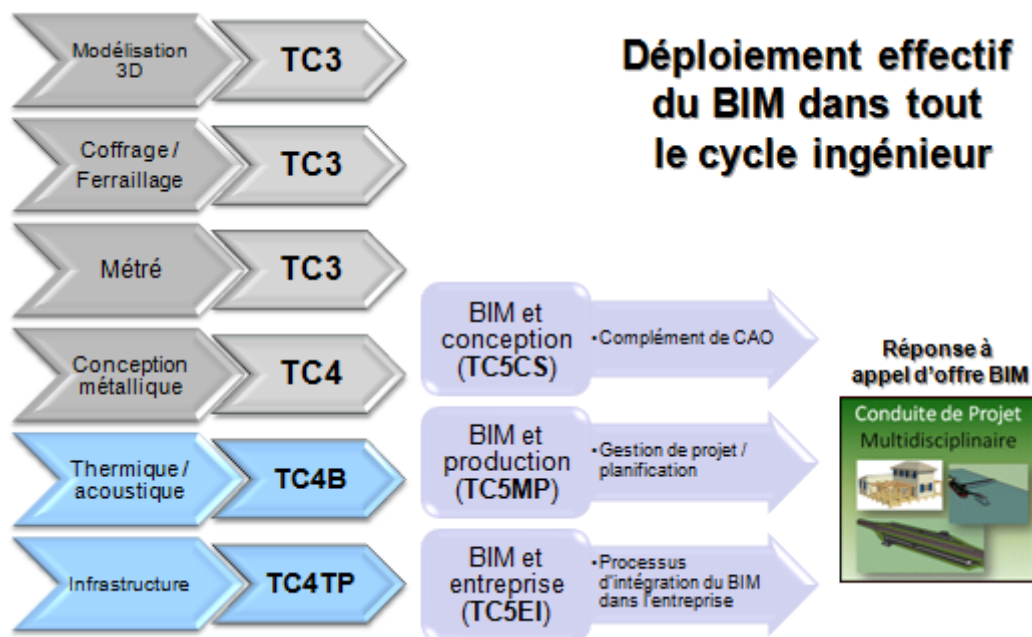 Déploiement effectif
du BIM dans tout
le cycle ingénieur
Modélisation
3D
TC3
Coffrage /
Ferraillage
TC3
Métré
TC3
Conception
métallique
TC4
Thermique /
acoustique
TC4B
Infrastructure
TC4TP
BIM et
conception
(TC5CS)
•Complément de CAO
BIM et
production
(TC5MP)
•Gestion de projet /
planification
BIM et
entreprise
(TC5EI)
•Processus
d'intégration du BIM
dans l'entreprise
Réponse à
appel d'offre BIM
Conduite de Projet
Multidisciplinaire